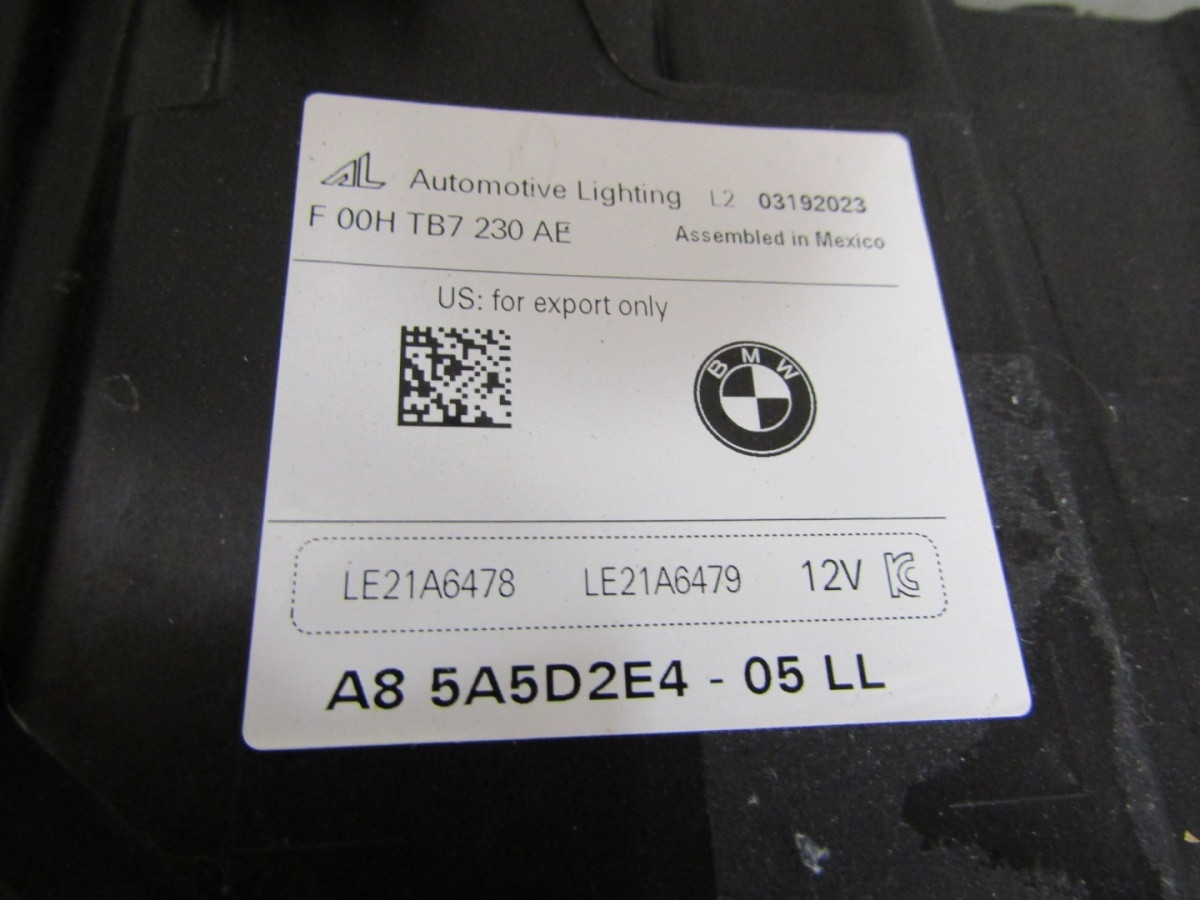 AL Automotive Lighting L2 03192023
F 00H TB7 230 AE Assembled in Mexico
US: for export only
BMW
LE21A6478 LE21A6479 12V
A8 5A5D2E4 - 05 LL